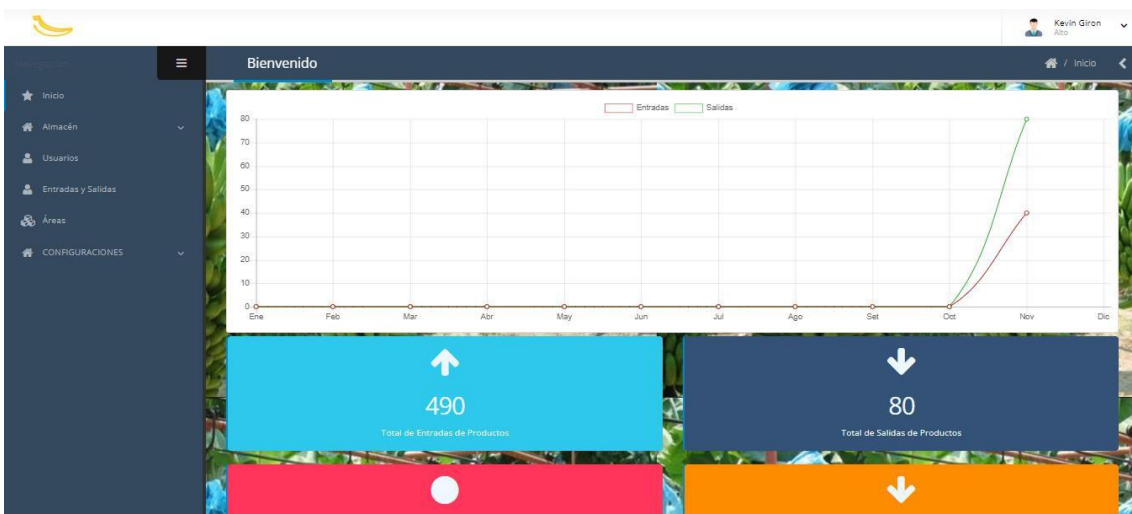 Kevin Giron
Alto
Navegación
Bienvenido
/ Inicio
Inicio
Almacén
Usuarios
Entradas y Salidas
Áreas
CONFIGURACIONES
Entradas Salidas
80
70
60
50
40
30
20
10
0
Ene Feb Mar Abr May Jun Jul Ago Set Oct Nov Dic
490
Total de Entradas de Productos
80
Total de Salidas de Productos